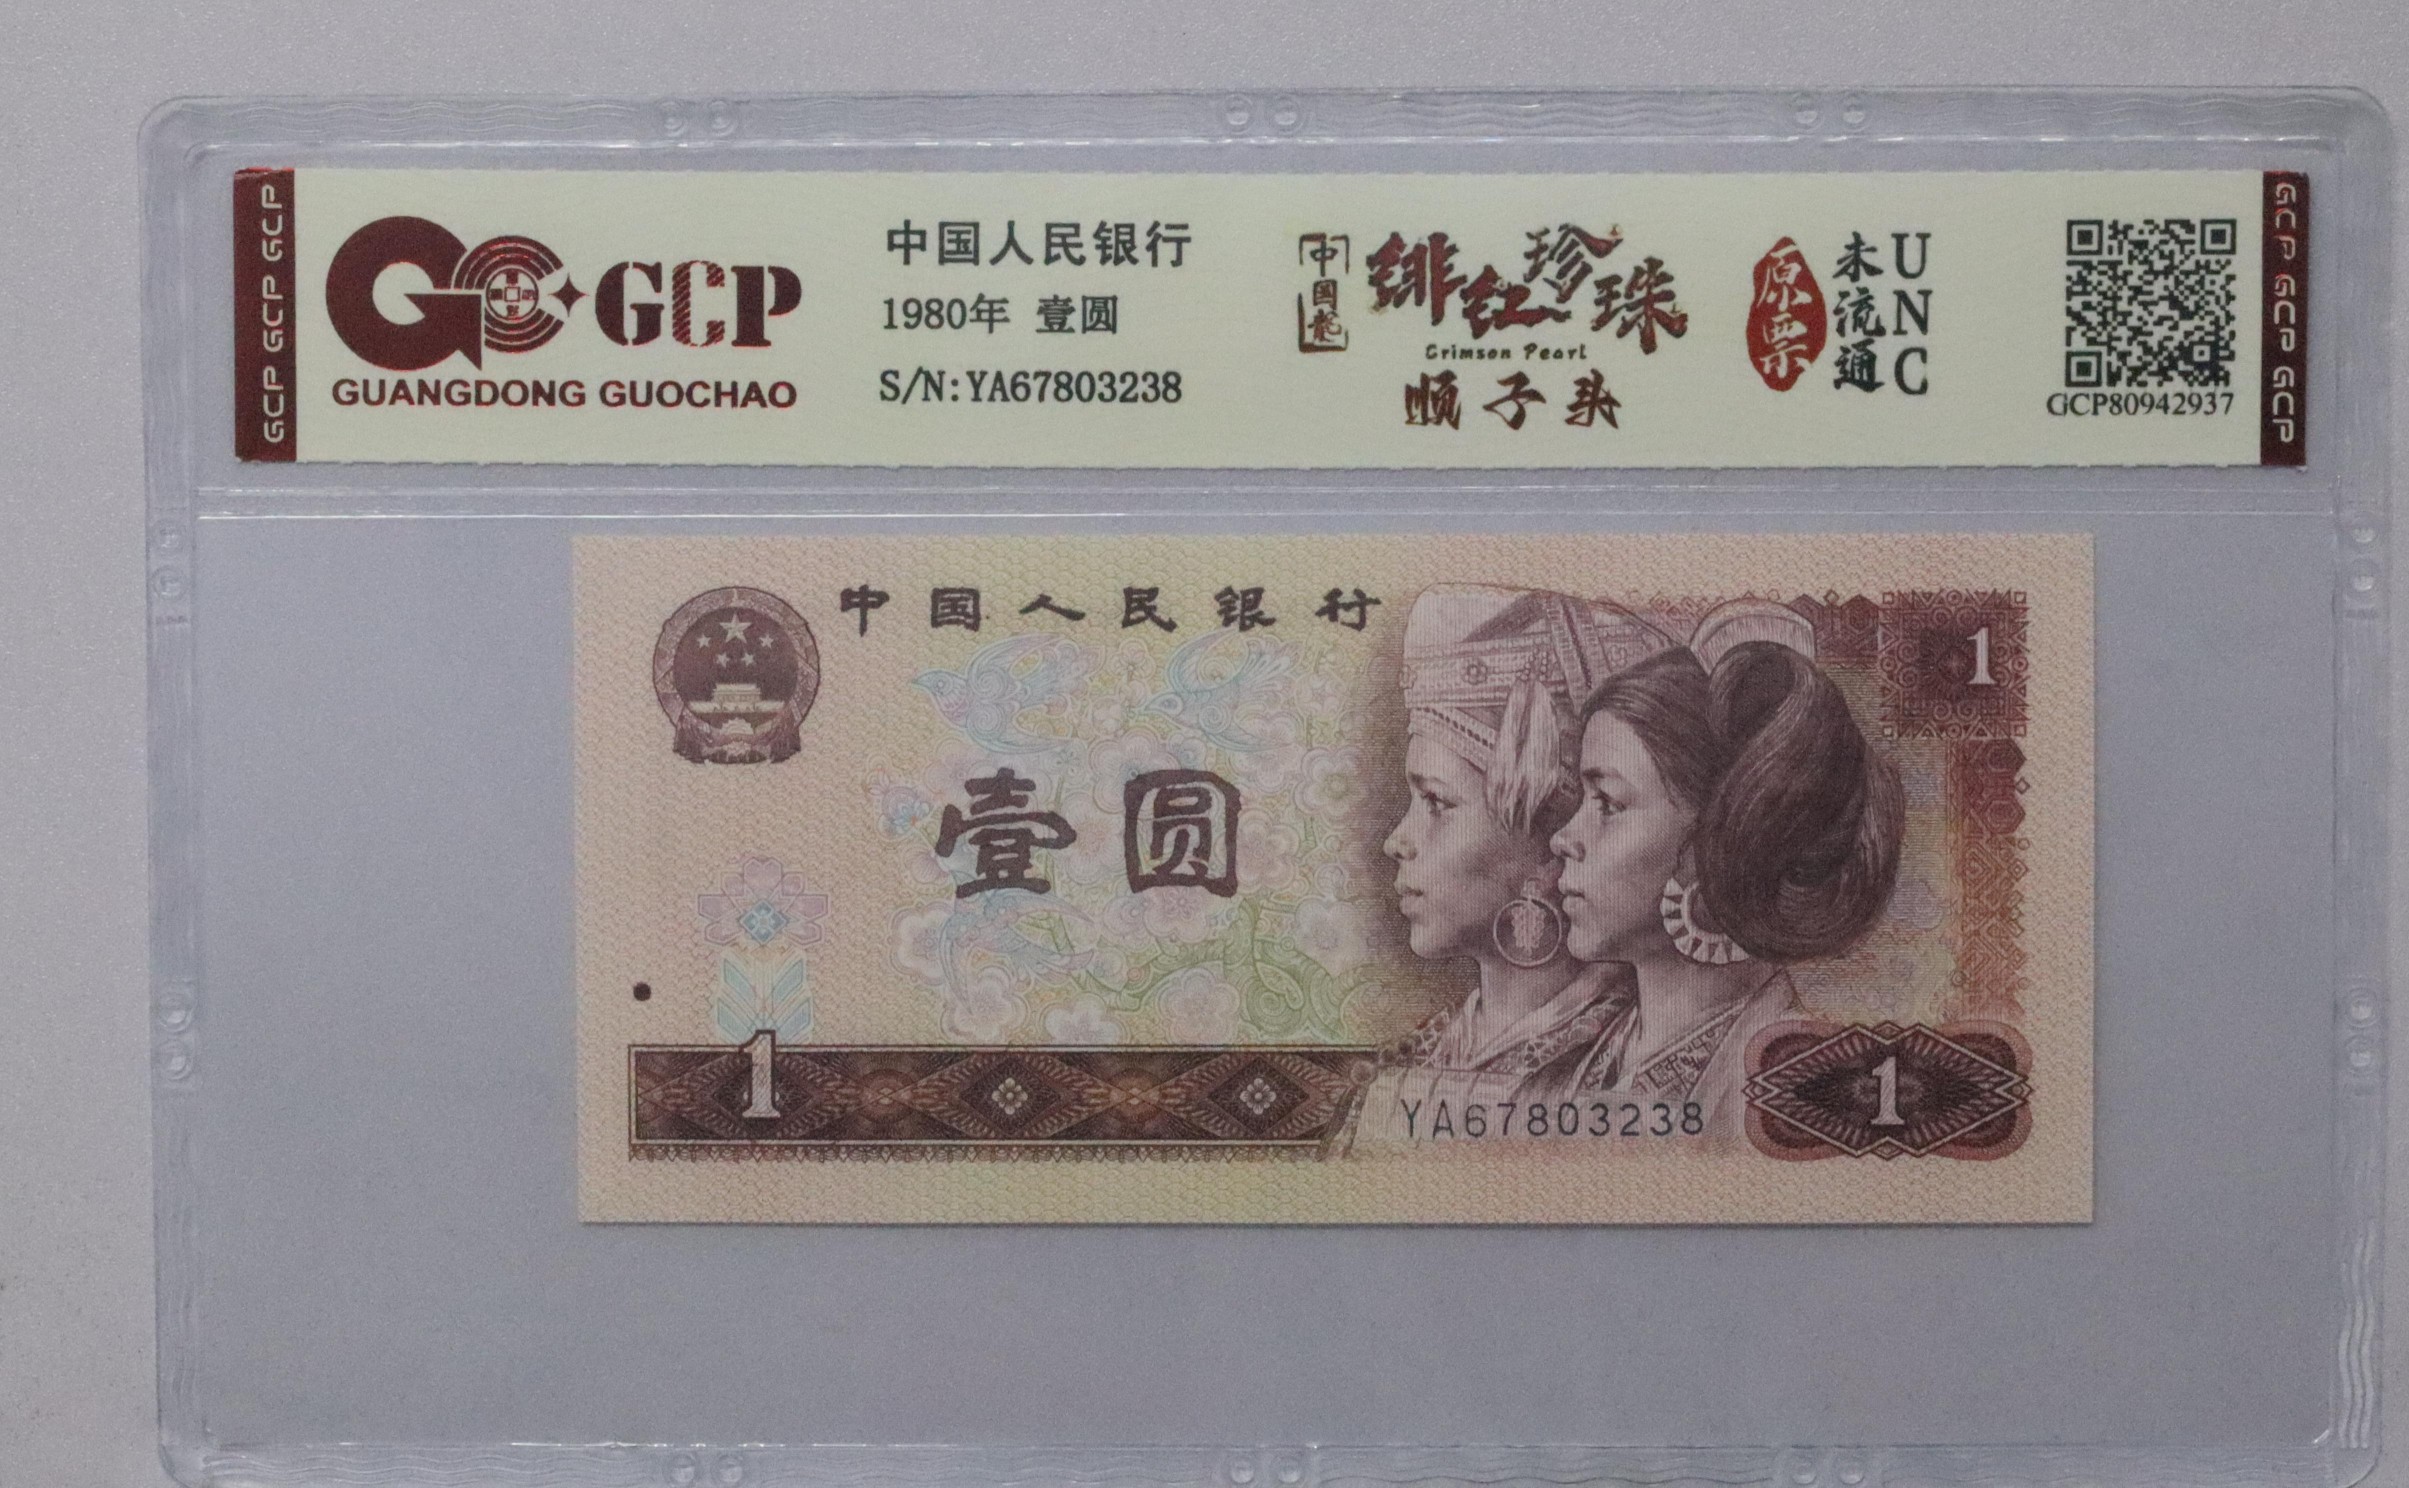 GCP GCP GCP
GCP
GUANGDONG GUOCHAO
中国人民银行
1980年 壹圆
S/N:YA67803238
中国龙
绯红珍珠
Crimson Pearl
顺子头
原票
未流通
UNC
GCP80942937
GCP GCP GCP
中国人民银行
1
壹圆
1
YA67803238
1